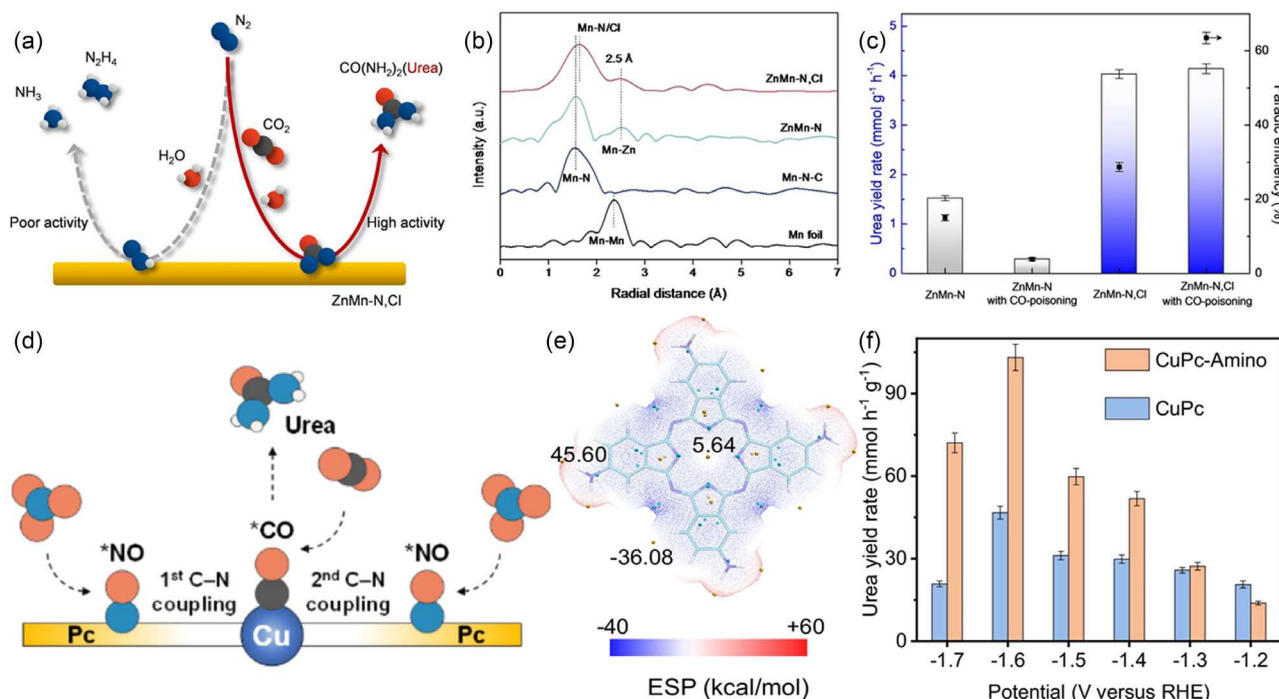 (a)
N₂
N₂H₄
NH₃
CO(NH₂)₂(Urea)
CO₂
H₂O
Poor activity
High activity
ZnMn-N,Cl
(b)
Mn-N/Cl
2.5 Å
ZnMn-N,Cl
ZnMn-N
Mn-Zn
Mn-N
Mn-N-C
Mn-Mn
Mn foil
Intensity (a.u.)
0 1 2 3 4 5 6 7
Radial distance (Å)
(c)
Urea yield rate (mmol g⁻¹ h⁻¹)
5
4
3
2
1
0
60
40
20
0
ZnMn-N
ZnMn-N
with CO-poisoning
ZnMn-N,Cl
ZnMn-N,Cl
with CO-poisoning
(d)
Urea
*CO
*NO
*NO
1st C–N
coupling
2nd C–N
coupling
Pc
Cu
Pc
(e)
45.60
5.64
-36.08
-40
+60
ESP (kcal/mol)
(f)
CuPc-Amino
CuPc
Urea yield rate (mmol h⁻¹ g⁻¹)
90
60
30
0
-1.7 -1.6 -1.5 -1.4 -1.3 -1.2
Potential (V versus RHE)